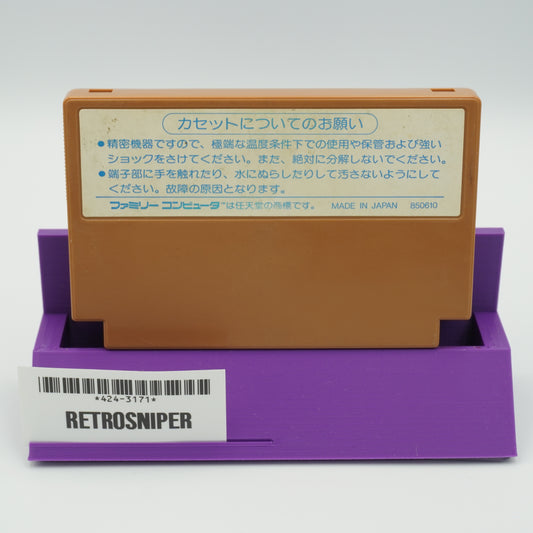 カセットについてのお願い
●精密機器ですので、極端な温度条件下での使用や保管および強い
ショックをさけてください。また、絶対に分解しないでください。
●端子部に手を触れたり、水にぬらしたりして汚さないようにして
ください。故障の原因となります。
ファミリー コンピュータ™は任天堂の商標です。 MADE IN JAPAN 850610
*424-3171*
RETROSNIPER